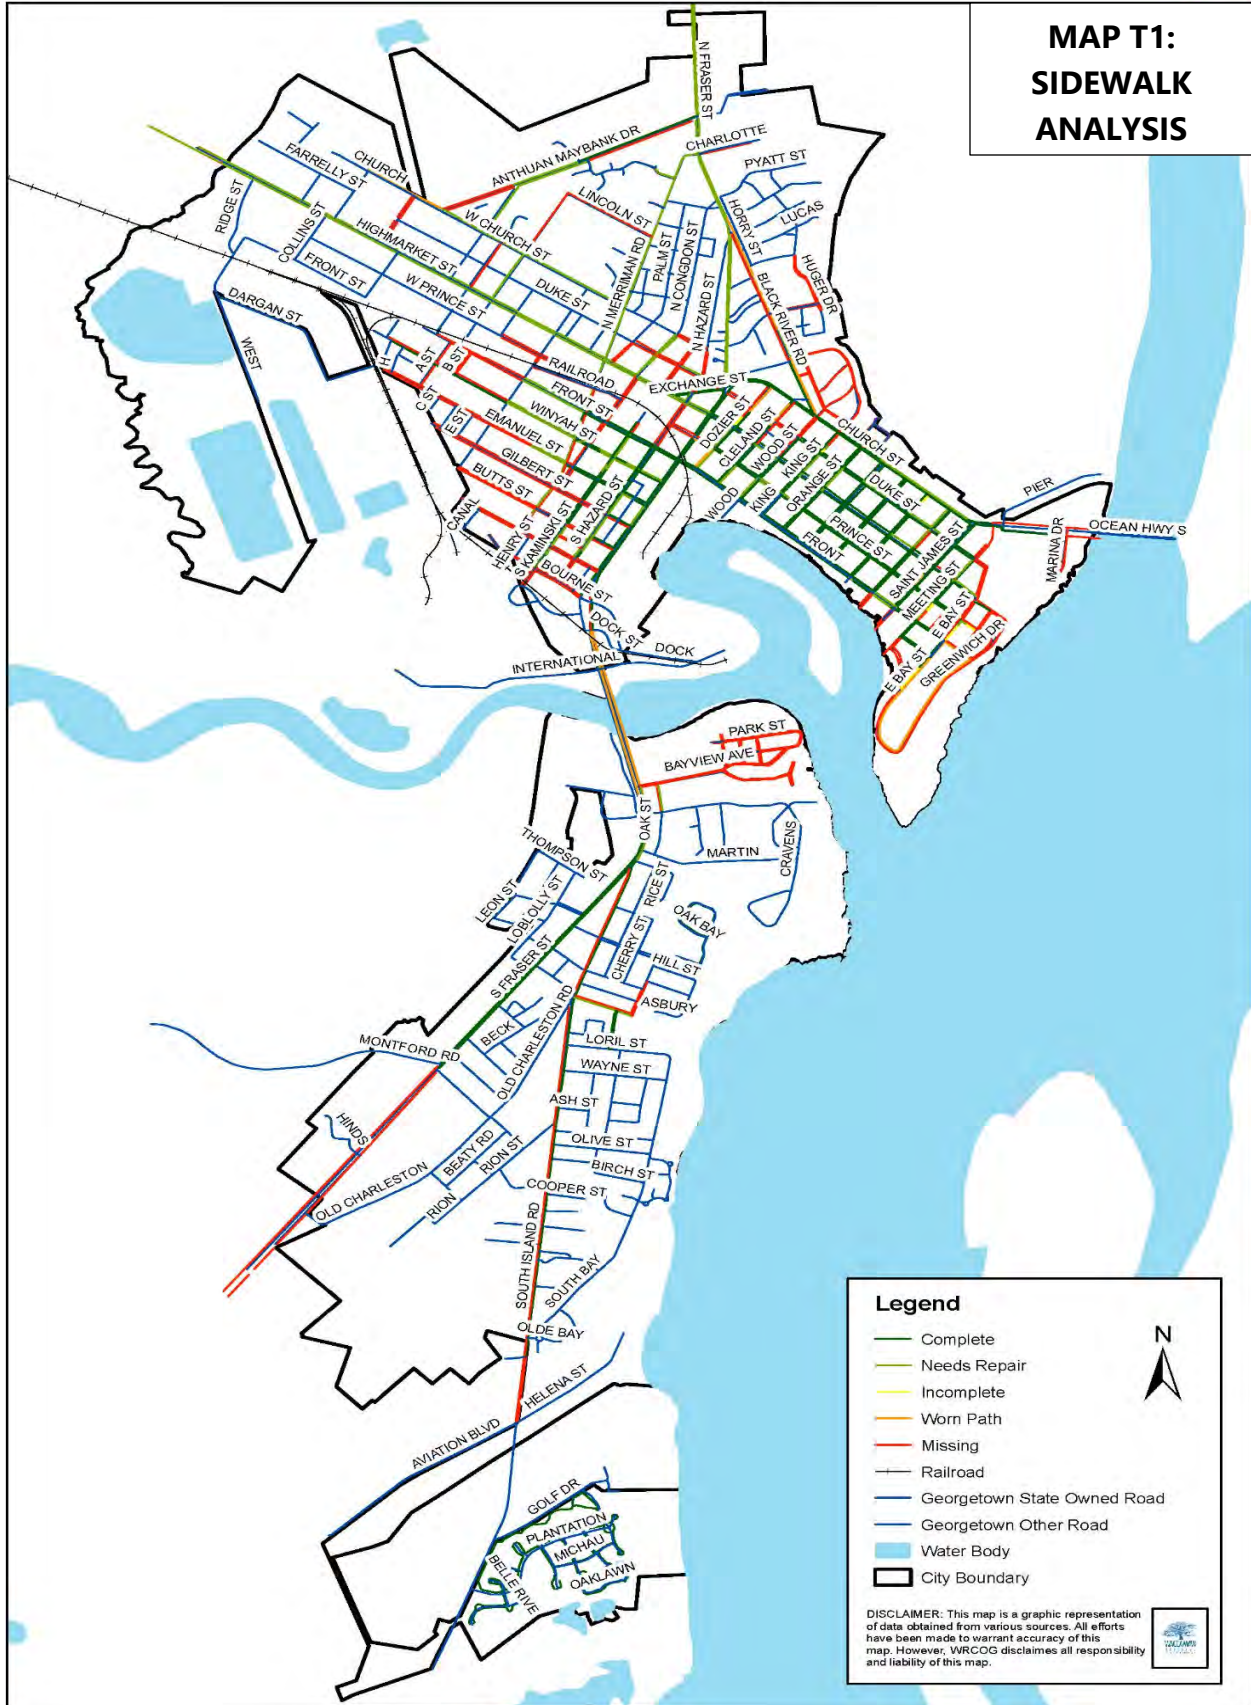 MAP T1:
SIDEWALK
ANALYSIS
N FRASER ST
CHARLOTTE
ANTHUAN MAYBANK DR
PYATT ST
CHURCH
FARRELLY ST
LINCOLN ST
HORRY ST
LUCAS
RIDGE ST
COLLINS ST
W CHURCH ST
HIGHMARKET ST
N MERRIMAN RD
PALM ST
N CONGDON ST
HUGER DR
FRONT ST
W PRINCE ST
DUKE ST
N HAZARD ST
BLACK RIVER RD
DARGAN ST
WEST
H
A ST
B ST
RAILROAD
EXCHANGE ST
C ST
FRONT ST
WINYAH ST
DOZIER ST
CLELAND ST
WOOD ST
CHURCH ST
E ST
EMANUEL ST
KING ST
GILBERT ST
ORANGE ST
DUKE ST
BUTTS ST
S HAZARD ST
WOOD
KING
PIER
CANAL
HENRY ST
S KAMINSKI ST
PRINCE ST
FRONT
OCEAN HWY S
MARINA DR
BOURNE ST
SAINT JAMES ST
MEETING ST
DOCK ST
DOCK
E BAY ST
INTERNATIONAL
E BAY ST
GREENWICH DR
PARK ST
BAYVIEW AVE
OAK ST
THOMPSON ST
MARTIN
CRAVENS
LEON ST
LOBLOLLY ST
RICE ST
OAK BAY
S FRASER ST
CHERRY ST
HILL ST
ASBURY
BECK
OLD CHARLESTON RD
LORIL ST
MONTFORD RD
WAYNE ST
ASH ST
HINDS
OLIVE ST
BEATY RD
RION ST
BIRCH ST
OLD CHARLESTON
RION
COOPER ST
SOUTH ISLAND RD
SOUTH BAY
OLDE BAY
HELENA ST
AVIATION BLVD
GOLF DR
PLANTATION
MICHAU
BELLE RIVE
OAKLAWN
Legend
N
Complete
Needs Repair
Incomplete
Worn Path
Missing
Railroad
Georgetown State Owned Road
Georgetown Other Road
Water Body
City Boundary
DISCLAIMER: This map is a graphic representation
of data obtained from various sources. All efforts
have been made to warrant accuracy of this
map. However, WRCOG disclaimes all responsibility
and liability of this map.